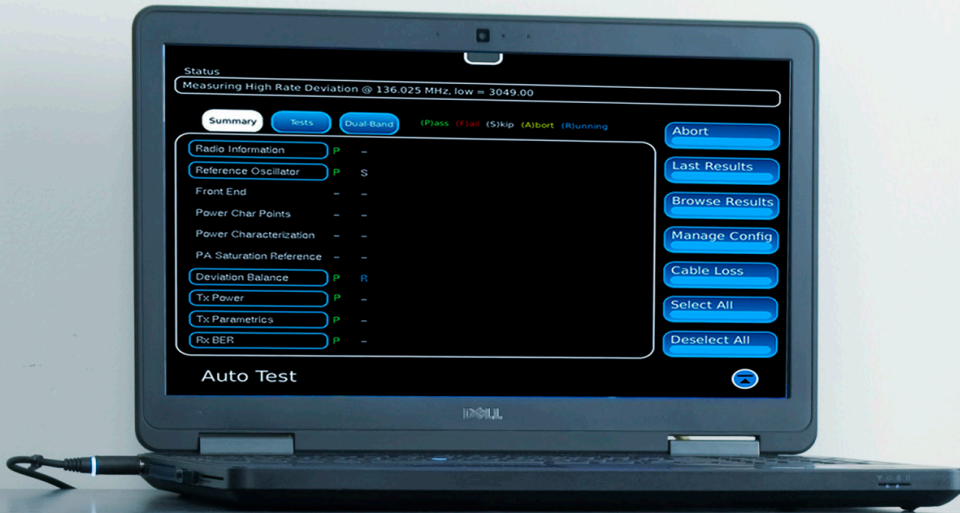 Status
Measuring High Rate Deviation @ 136.025 MHz, low = 3049.00
Summary Tests Dual-Band (P)ass (F)ail (S)kip (A)bort (R)unning
Radio Information P –
Reference Oscillator P S
Front End – –
Power Char Points – –
Power Characterization – –
PA Saturation Reference – –
Deviation Balance P R
Tx Power P –
Tx Parametrics P –
Rx BER P –
Abort
Last Results
Browse Results
Manage Config
Cable Loss
Select All
Deselect All
Auto Test
DELL